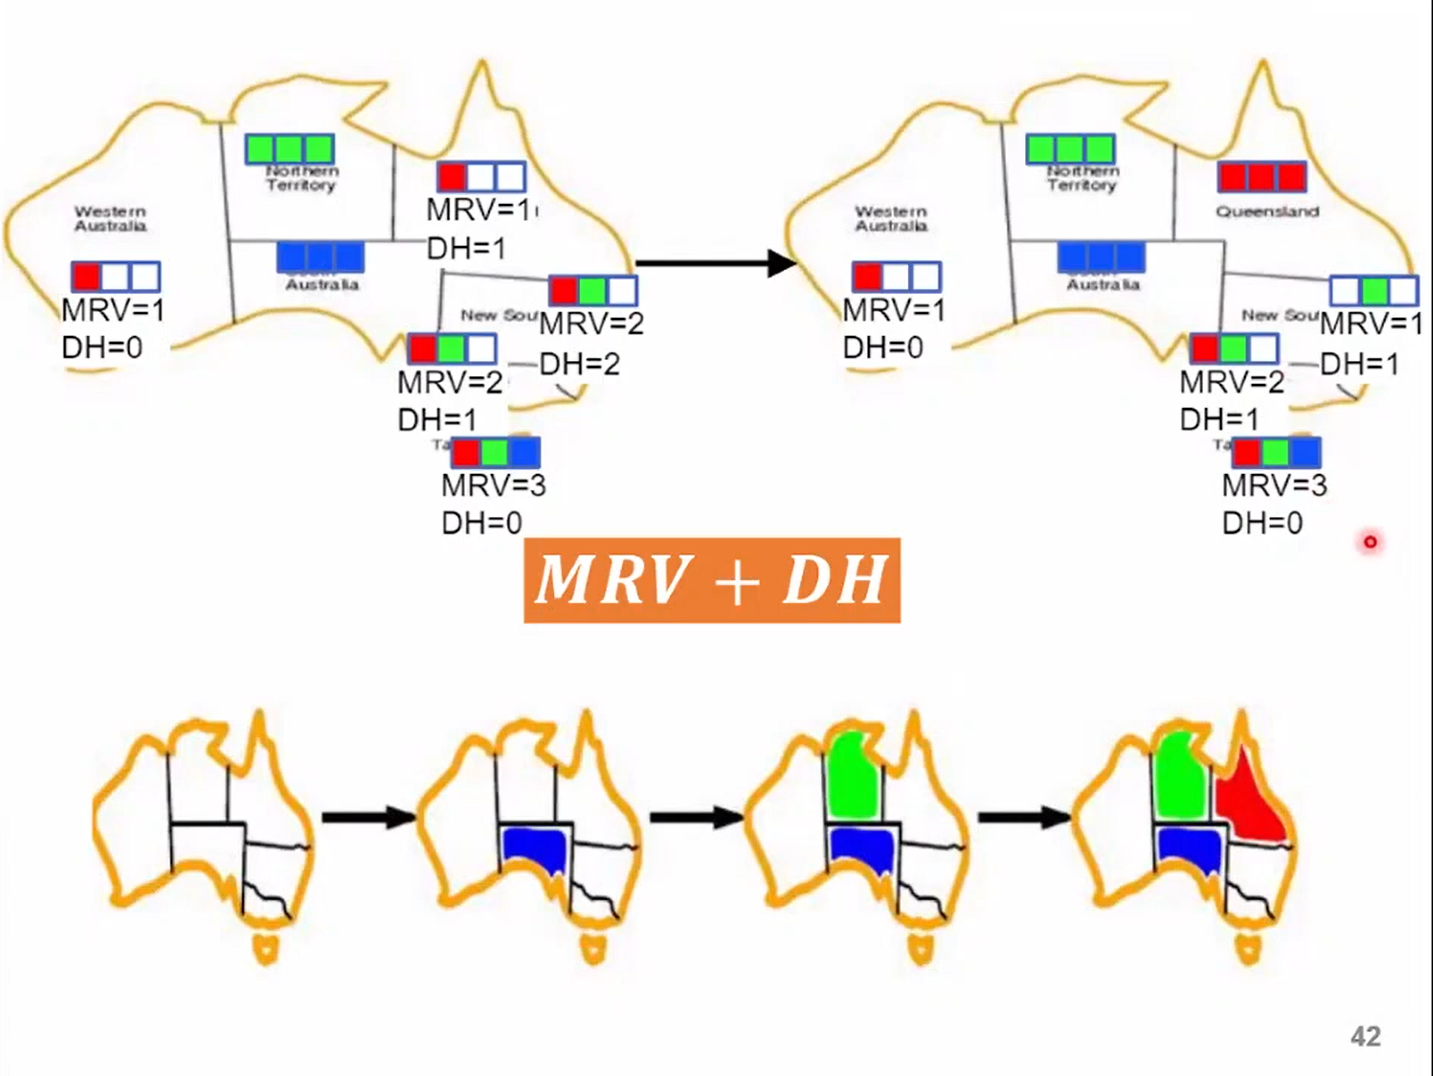 Northern
Territory
MRV=1
DH=1
Western
Australia
Australia
MRV=1
DH=0
New Sou
MRV=2
DH=2
MRV=2
DH=1
Ta
MRV=3
DH=0
Northern
Territory
Queensland
Western
Australia
Australia
MRV=1
DH=0
New Sou
MRV=1
DH=1
MRV=2
DH=1
Ta
MRV=3
DH=0
MRV + DH
42